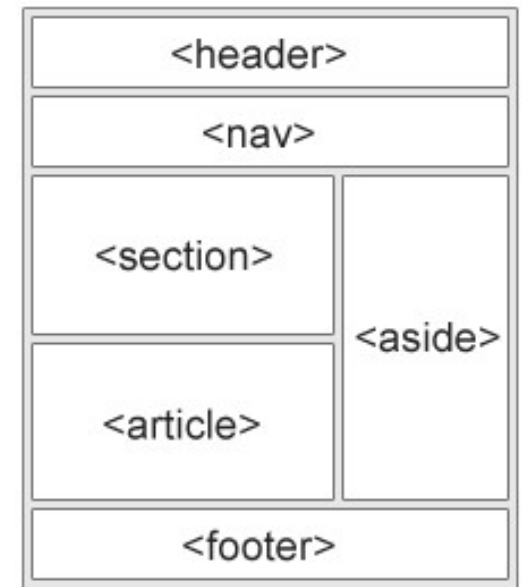 <header>
<nav>
<section>
<aside>
<article>
<footer>